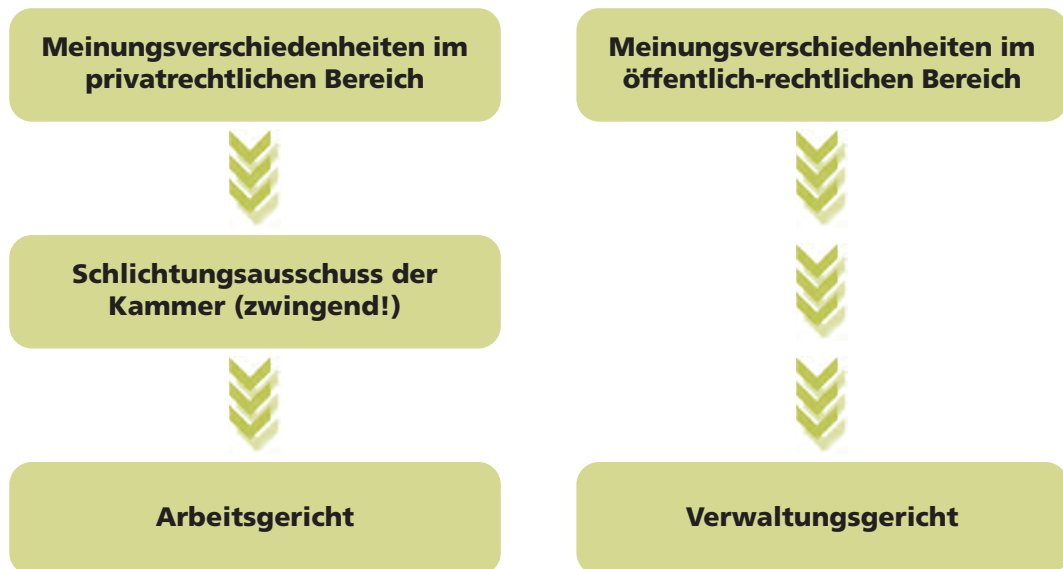 Meinungsverschiedenheiten im
privatrechtlichen Bereich
Meinungsverschiedenheiten im
öffentlich-rechtlichen Bereich
Schlichtungsausschuss der
Kammer (zwingend!)
Arbeitsgericht
Verwaltungsgericht